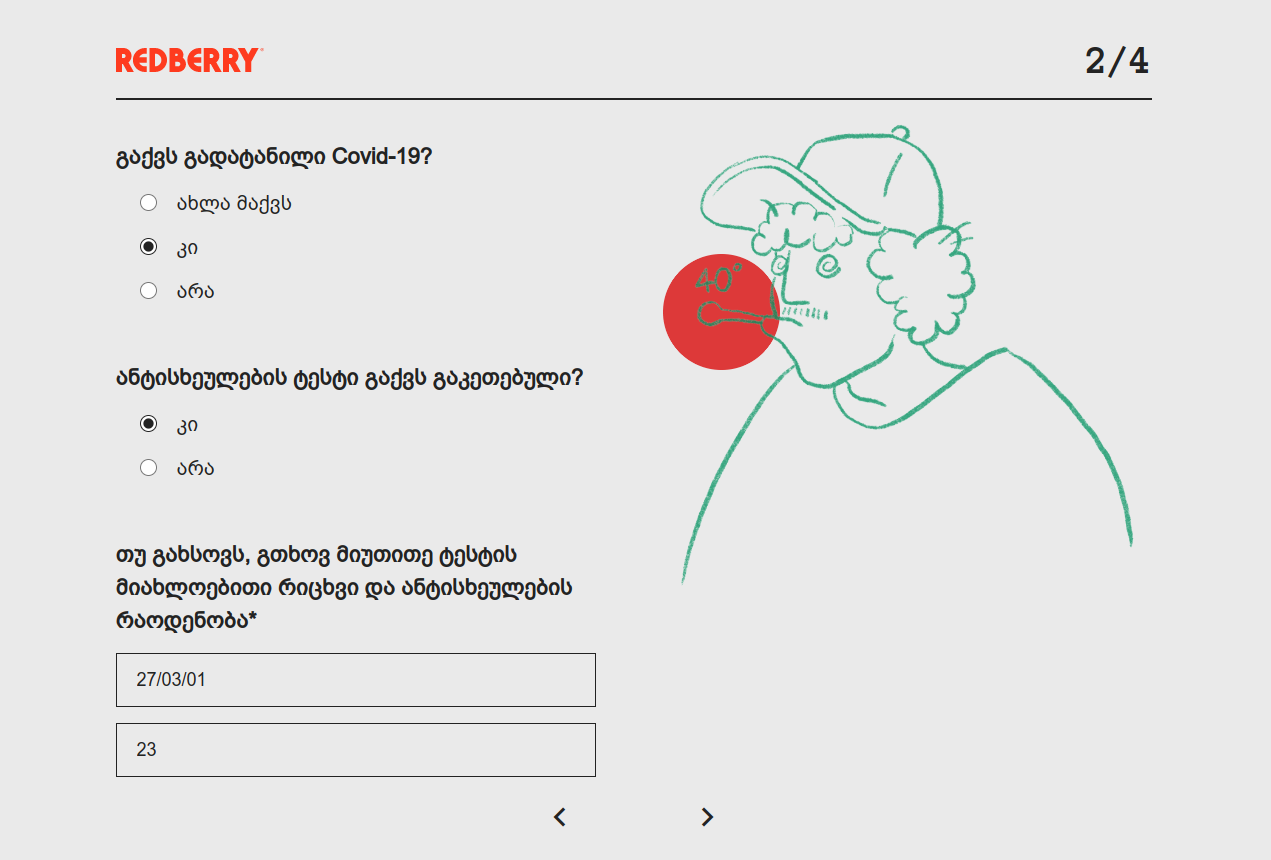 REDBERRY
2/4
გაქვს გადატანილი Covid-19?
ახლა მაქვს
კი
არა
ანტისხეულების ტესტი გაქვს გაკეთებული?
კი
არა
თუ გახსოვს, გთხოვ მიუთითე ტესტის
მიახლოებითი რიცხვი და ანტისხეულების
რაოდენობა*
27/03/01
23
40°